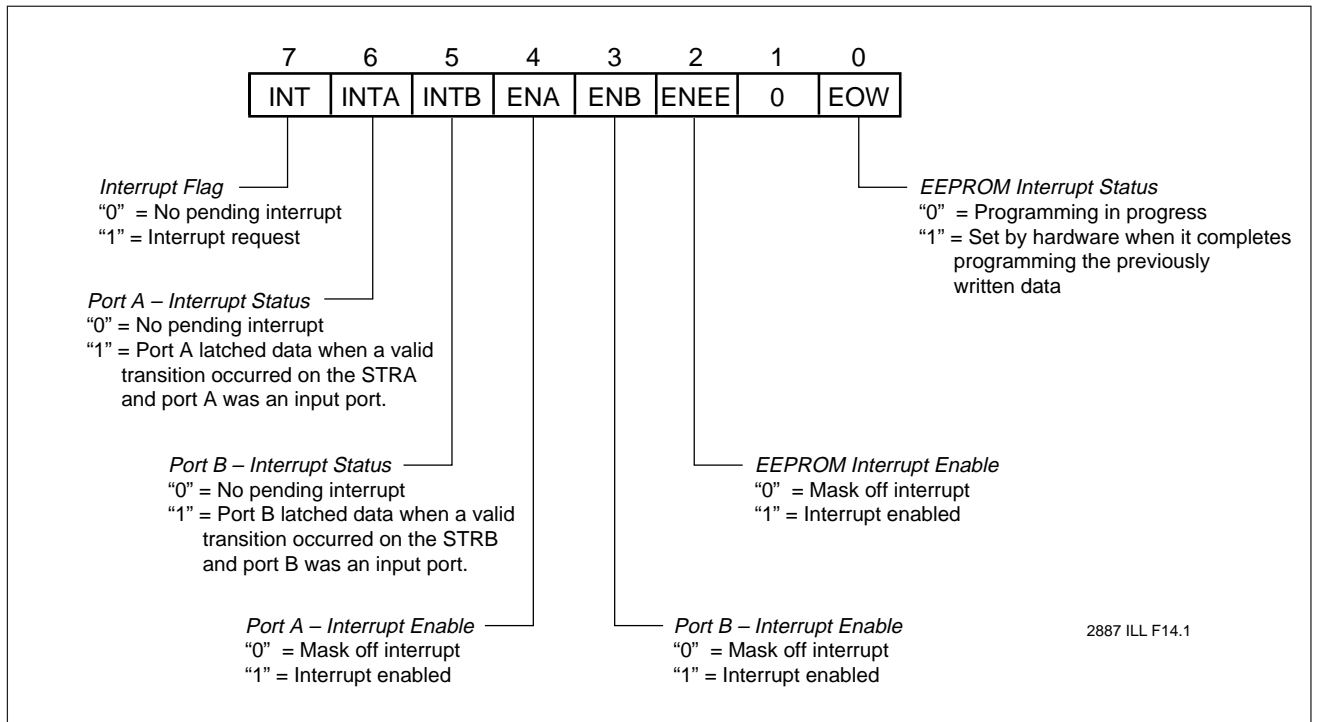 7 6 5 4 3 2 1 0
INT INTA INTB ENA ENB ENEE 0 EOW
Interrupt Flag
“0” = No pending interrupt
“1” = Interrupt request
EEPROM Interrupt Status
“0” = Programming in progress
“1” = Set by hardware when it completes
programming the previously
written data
Port A – Interrupt Status
“0” = No pending interrupt
“1” = Port A latched data when a valid
transition occurred on the STRA
and port A was an input port.
Port B – Interrupt Status
“0” = No pending interrupt
“1” = Port B latched data when a valid
transition occurred on the STRB
and port B was an input port.
EEPROM Interrupt Enable
“0” = Mask off interrupt
“1” = Interrupt enabled
Port A – Interrupt Enable
“0” = Mask off interrupt
“1” = Interrupt enabled
Port B – Interrupt Enable
“0” = Mask off interrupt
“1” = Interrupt enabled
2887 ILL F14.1